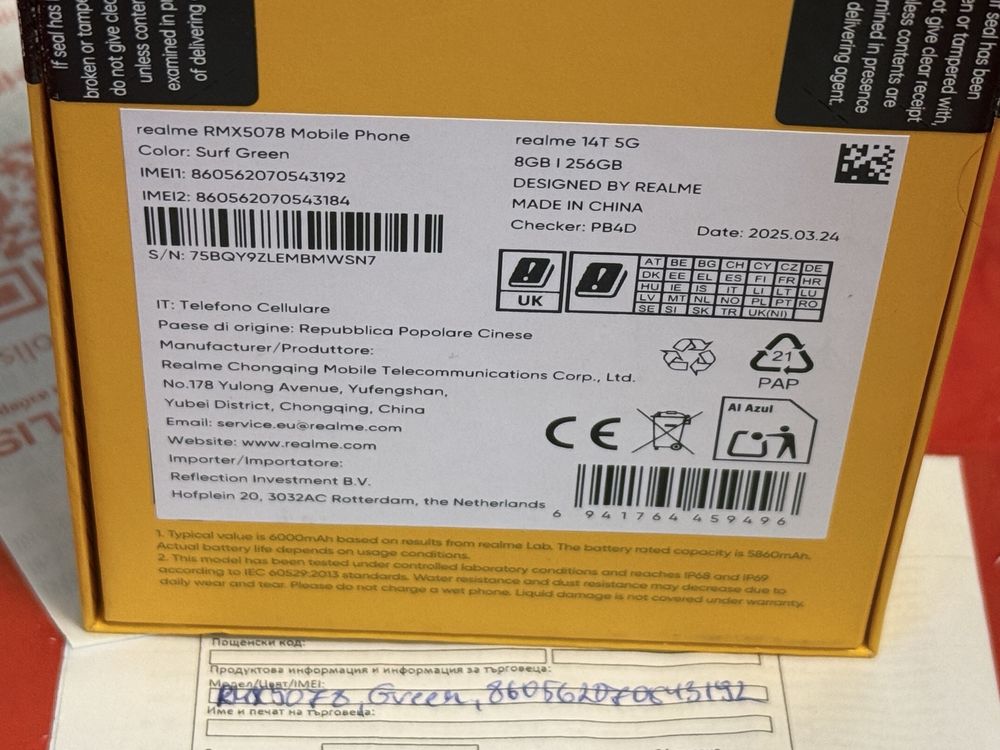 If seal has
broken or tampe
do not give clea
unless conten
examined in p
of delivering
seal has been
en or tampered with,
not give clear receipt
less contents are
mined in presence
delivering agent.
realme RMX5078 Mobile Phone
Color: Surf Green
IMEI1: 860562070543192
IMEI2: 860562070543184
S/N: 75BQY9ZLEMBMWSN7
realme 14T 5G
8GB | 256GB
DESIGNED BY REALME
MADE IN CHINA
Checker: PB4D
Date: 2025.03.24
UK
AT BE BG CH CY CZ DE
DK EE EL ES FI FR HR
HU IE IS IT LI LT LU
LV MT NL NO PL PT RO
SE SI SK TR UK(NI)
IT: Telefono Cellulare
Paese di origine: Repubblica Popolare Cinese
Manufacturer/Produttore:
Realme Chongqing Mobile Telecommunications Corp., Ltd.
No.178 Yulong Avenue, Yufengshan,
Yubei District, Chongqing, China
Email: service.eu@realme.com
Website: www.realme.com
Importer/Importatore:
Reflection Investment B.V.
Hofplein 20, 3032AC Rotterdam, the Netherlands
21
PAP
CE
Al Azul
6 941764 459496
1. Typical value is 6000mAh based on results from realme Lab. The battery rated capacity is 5860mAh.
Actual battery life depends on usage conditions.
2. This model has been tested under controlled laboratory conditions and reaches IP68 and IP69
according to IEC 60529:2013 standards. Water resistance and dust resistance may decrease due to
daily wear and tear. Please do not charge a wet phone. Liquid damage is not covered under warranty.
Пощенски код:
Продуктова информация и информация за търговеца:
Модел/Цвят/IMEI:
RMX5078, Green, 860562070543192
Име и печат на търговеца: